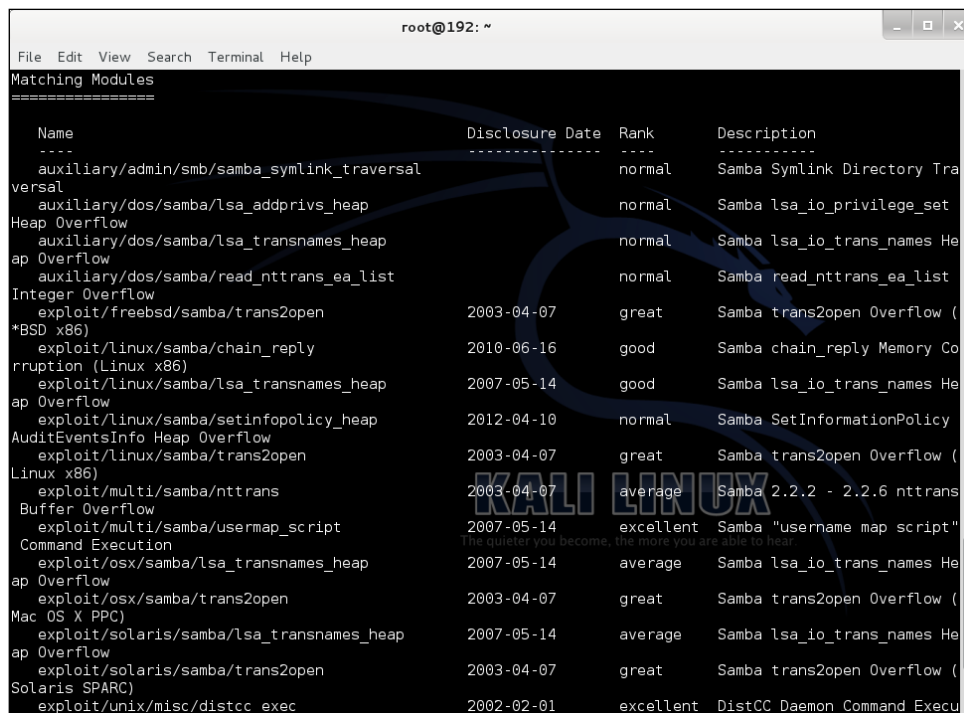 root@192: ~
File Edit View Search Terminal Help
Matching Modules
================
Name Disclosure Date Rank Description
---- --------------- ---- -----------
auxiliary/admin/smb/samba_symlink_traversal normal Samba Symlink Directory Tra
versal
auxiliary/dos/samba/lsa_addprivs_heap normal Samba lsa_io_privilege_set
Heap Overflow
auxiliary/dos/samba/lsa_transnames_heap normal Samba lsa_io_trans_names He
ap Overflow
auxiliary/dos/samba/read_nttrans_ea_list normal Samba read_nttrans_ea_list
Integer Overflow
exploit/freebsd/samba/trans2open 2003-04-07 great Samba trans2open Overflow (
*BSD x86)
exploit/linux/samba/chain_reply 2010-06-16 good Samba chain_reply Memory Co
rruption (Linux x86)
exploit/linux/samba/lsa_transnames_heap 2007-05-14 good Samba lsa_io_trans_names He
ap Overflow
exploit/linux/samba/setinfopolicy_heap 2012-04-10 normal Samba SetInformationPolicy
AuditEventsInfo Heap Overflow
exploit/linux/samba/trans2open 2003-04-07 great Samba trans2open Overflow (
Linux x86)
exploit/multi/samba/nttrans 2003-04-07 average Samba 2.2.2 - 2.2.6 nttrans
Buffer Overflow
KALI LINUX
exploit/multi/samba/usermap_script 2007-05-14 excellent Samba "username map script"
Command Execution
The quieter you become, the more you are able to hear.
exploit/osx/samba/lsa_transnames_heap 2007-05-14 average Samba lsa_io_trans_names He
ap Overflow
exploit/osx/samba/trans2open 2003-04-07 great Samba trans2open Overflow (
Mac OS X PPC)
exploit/solaris/samba/lsa_transnames_heap 2007-05-14 average Samba lsa_io_trans_names He
ap Overflow
exploit/solaris/samba/trans2open 2003-04-07 great Samba trans2open Overflow (
Solaris SPARC)
exploit/unix/misc/distcc_exec 2002-02-01 excellent DistCC Daemon Command Execu